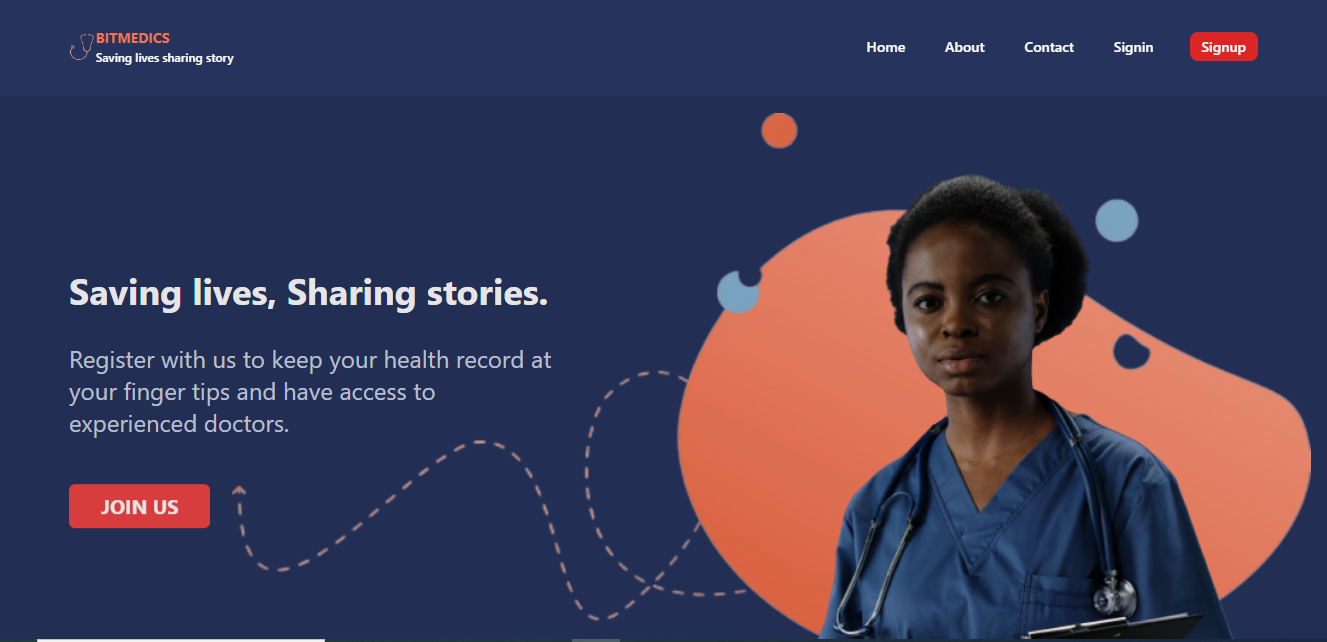 BITMEDICS
Saving lives sharing story
Home About Contact Signin Signup
Saving lives, Sharing stories.
Register with us to keep your health record at
your finger tips and have access to
experienced doctors.
JOIN US